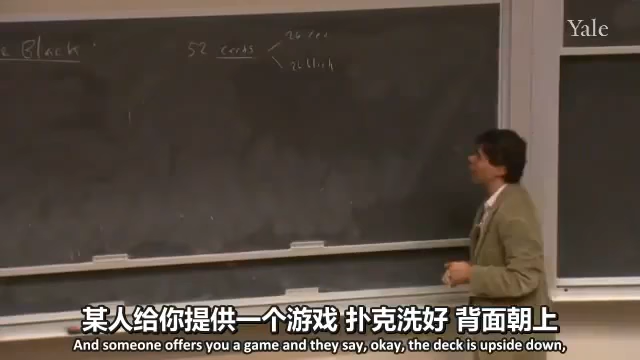 Yale
Black
52 cards
26 red
26 black
某人给你提供一个游戏 扑克洗好 背面朝上
And someone offers you a game and they say, okay, the deck is upside down,